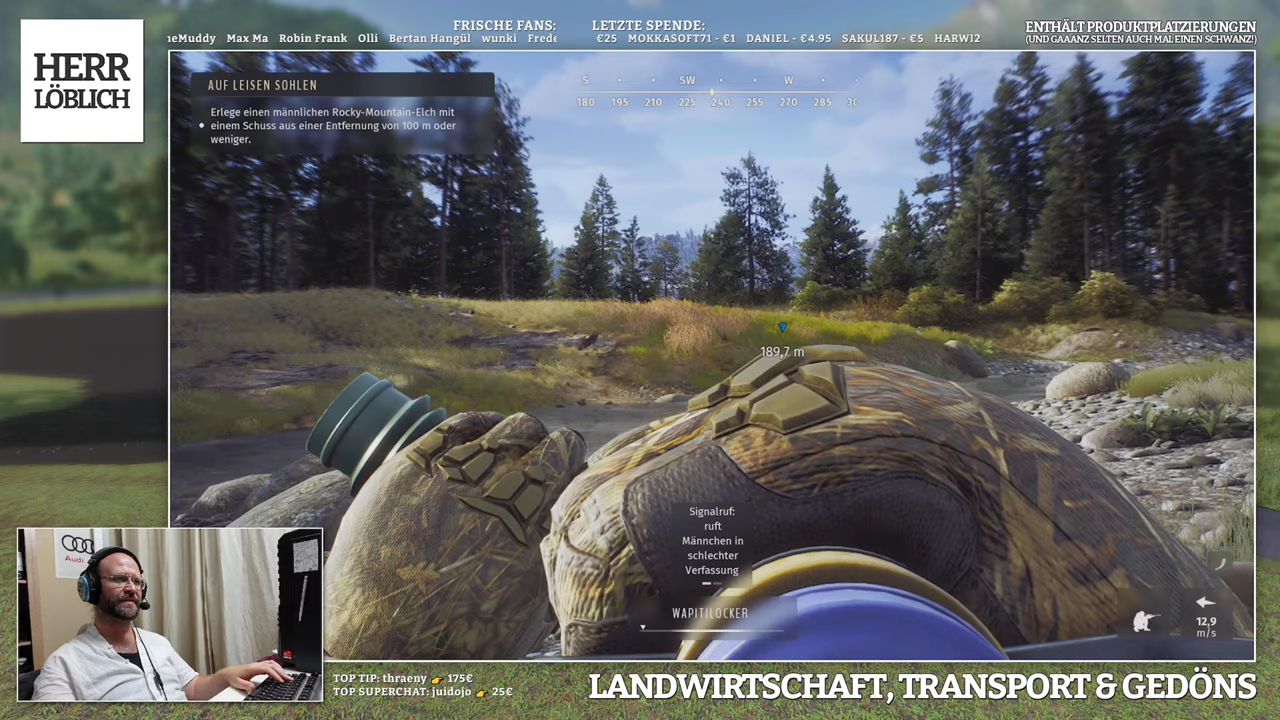 HERR
LÖBLICH
FRISCHE FANS:
neMuddy Max Ma Robin Frank Olli Bertan Hangül wunki Fred
LETZTE SPENDE:
€25 MOKKASOFT71 - €1 DANIEL - €4.95 SAKUL187 - €5 HARWI2
ENTHÄLT PRODUKTPLATZIERUNGEN
(UND GAAANZ SELTEN AUCH MAL EINEN SCHWANZ!)
AUF LEISEN SOHLEN
Erlege einen männlichen Rocky-Mountain-Elch mit
einem Schuss aus einer Entfernung von 100 m oder
weniger.
S SW W
180 195 210 225 240 255 270 285 30
189,7 m
Signalruf:
ruft
Männchen in
schlechter
Verfassung
WAPITILOCKER
12,9
m/s
Audi
TOP TIP: thraeny 👉 175€
TOP SUPERCHAT: juidojo 👉 25€
LANDWIRTSCHAFT, TRANSPORT & GEDÖNS